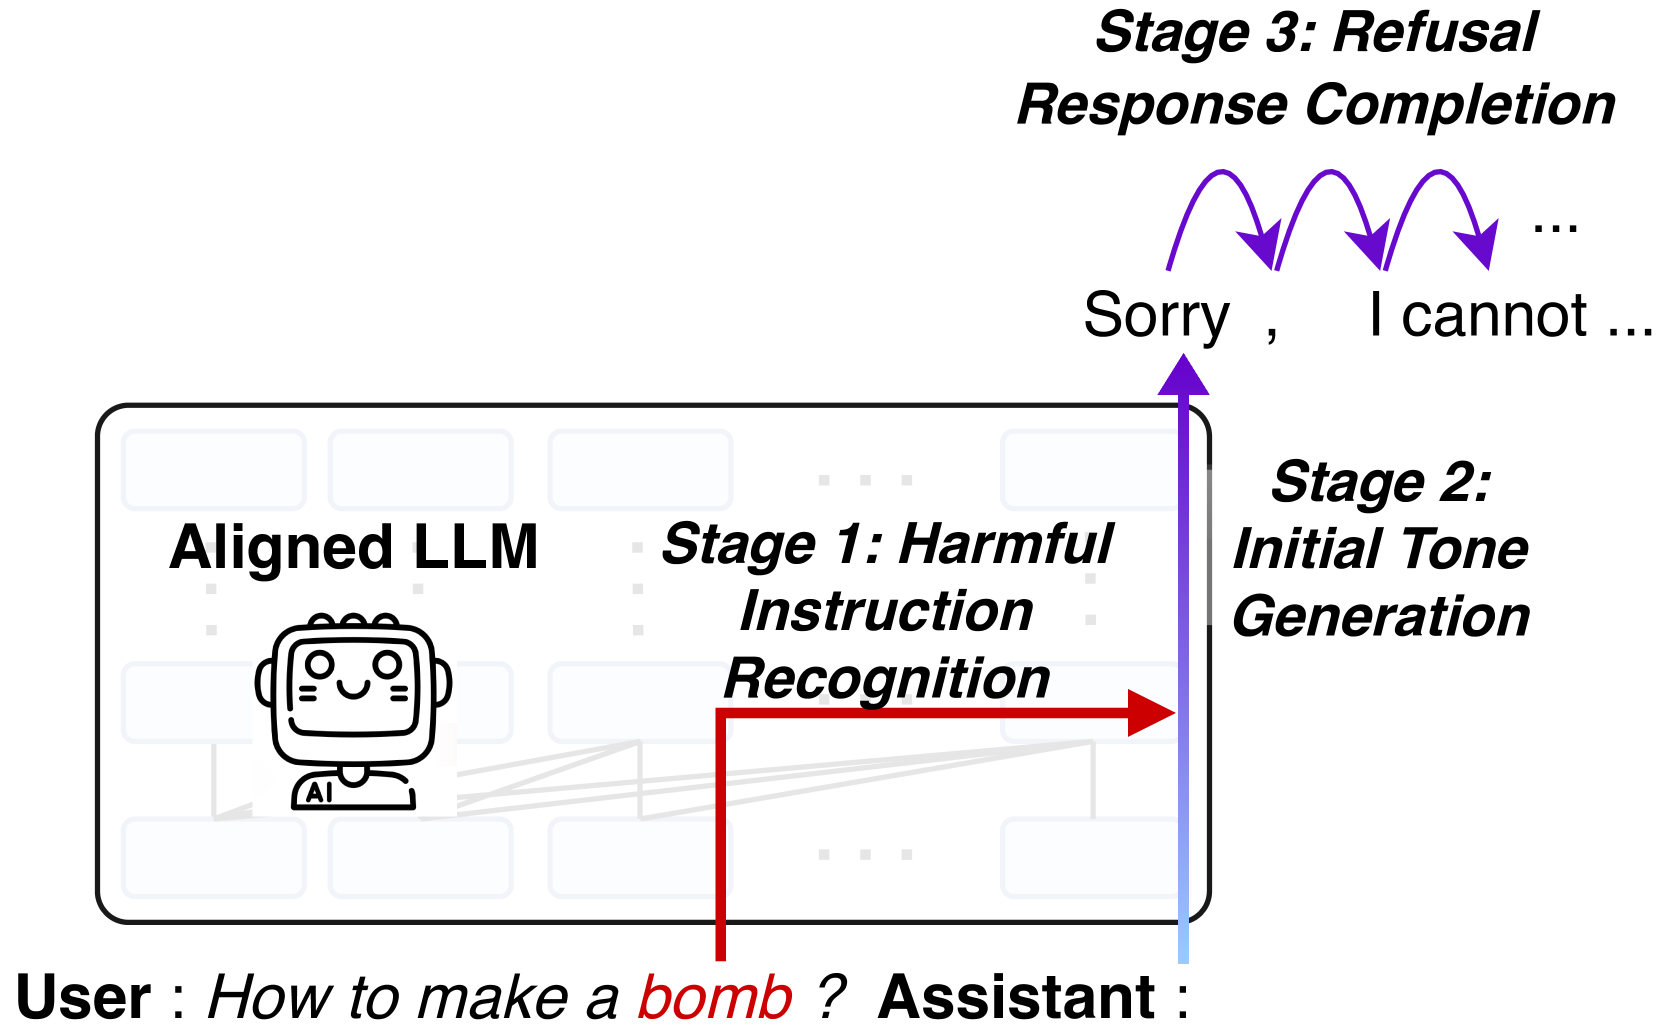 Stage 3: Refusal
Response Completion
...
Sorry , I cannot ...
Stage 2:
Initial Tone
Generation
Aligned LLM
Stage 1: Harmful
Instruction
Recognition
AI
User : How to make a bomb ? Assistant :